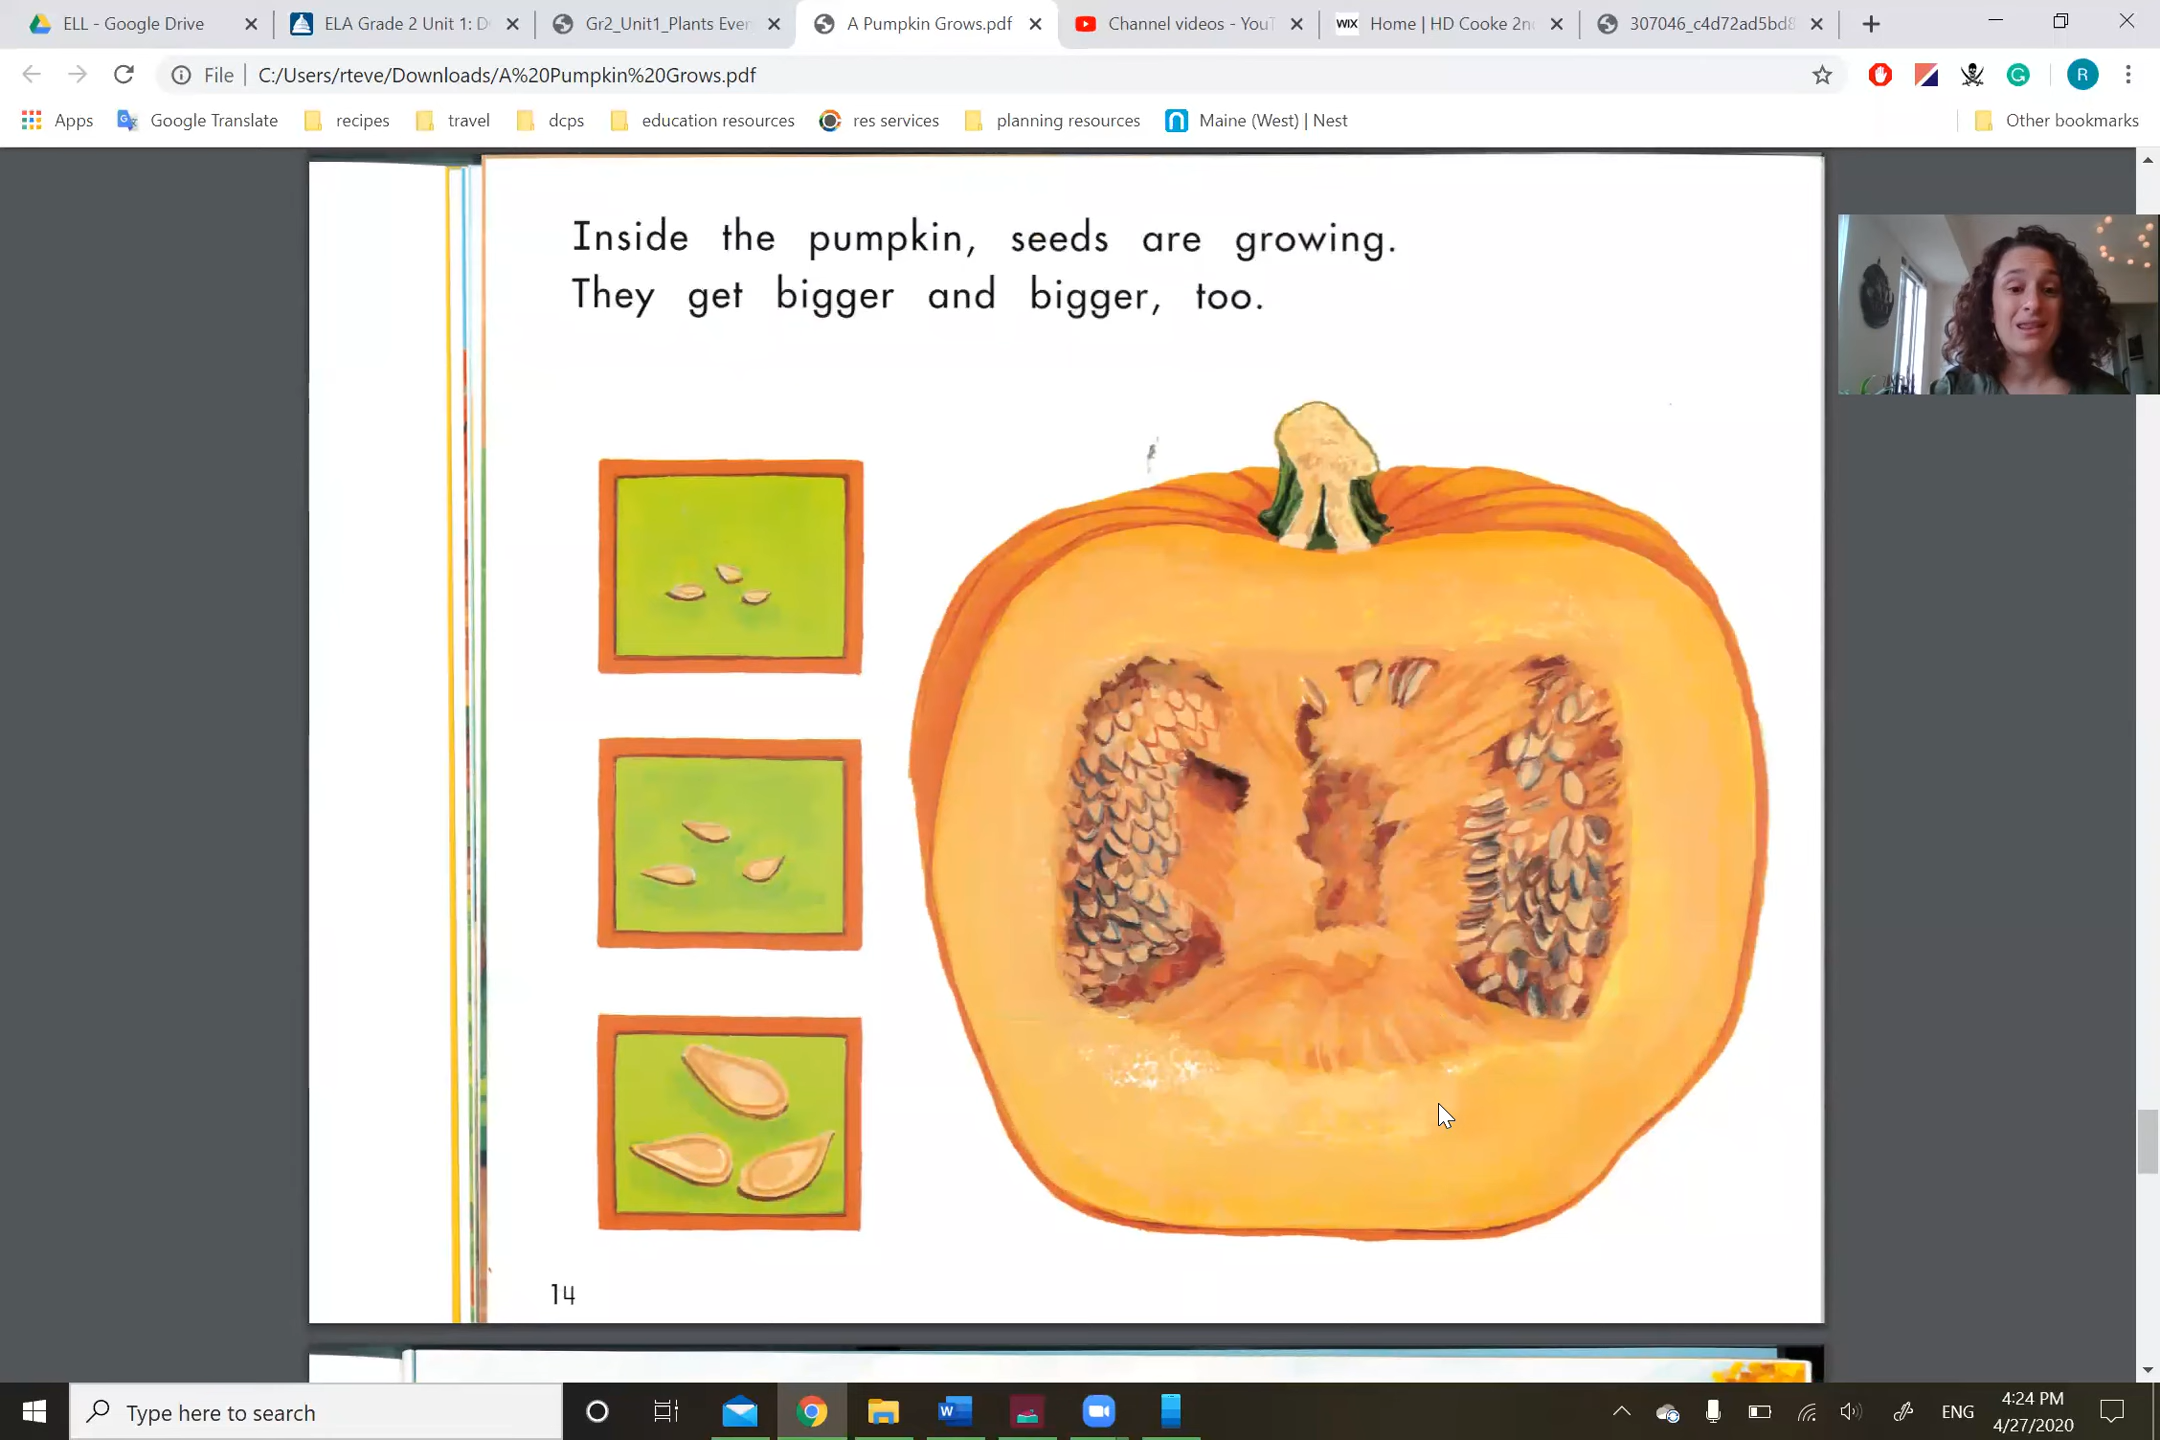 ELL - Google Drive
ELA Grade 2 Unit 1: D
Gr2_Unit1_Plants Even
A Pumpkin Grows.pdf
Channel videos - YouT
WIX Home | HD Cooke 2n
307046_c4d72ad5bd8
File C:/Users/rteve/Downloads/A%20Pumpkin%20Grows.pdf
R
Apps Google Translate recipes travel dcps education resources res services planning resources Maine (West) | Nest Other bookmarks
Inside the pumpkin, seeds are growing.
They get bigger and bigger, too.
14
Type here to search
ENG
4:24 PM
4/27/2020